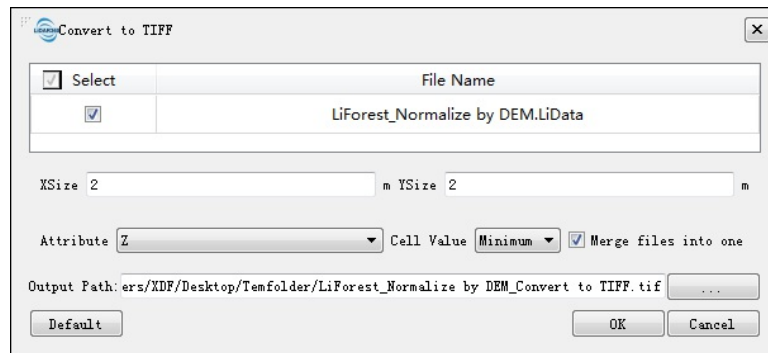 Convert to TIFF
Select File Name
LiForest_Normalize by DEM.LiData
XSize 2 m YSize 2 m
Attribute Z Cell Value Minimum Merge files into one
Output Path: ers/XDF/Desktop/Temfolder/LiForest_Normalize by DEM_Convert to TIFF.tif ...
Default OK Cancel